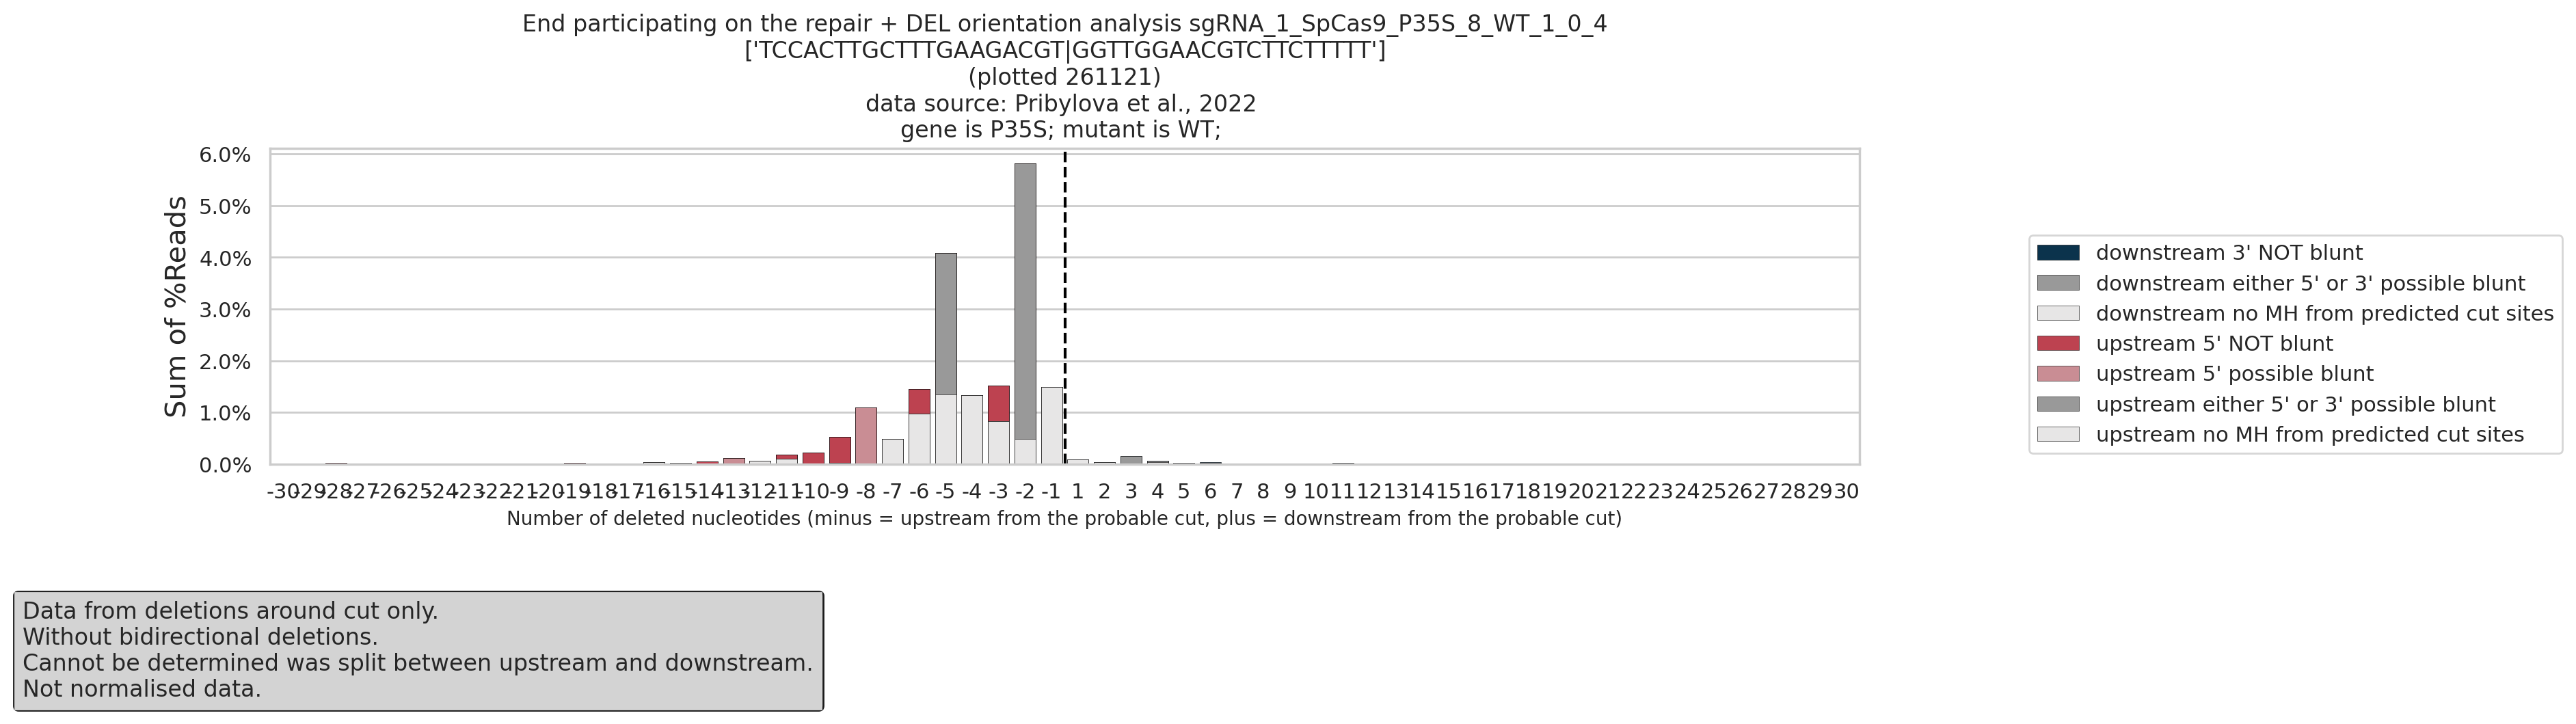 End participating on the repair + DEL orientation analysis sgRNA_1_SpCas9_P35S_8_WT_1_0_4
['TCCACTTGCTTTGAAGACGT|GGTTGGAACGTCTTCTTTTT']
(plotted 261121)
data source: Pribylova et al., 2022
gene is P35S; mutant is WT;
6.0%
5.0%
4.0%
3.0%
2.0%
1.0%
0.0%
Sum of %Reads
-30 -29 -28 -27 -26 -25 -24 -23 -22 -21 -20 -19 -18 -17 -16 -15 -14 -13 -12 -11 -10 -9 -8 -7 -6 -5 -4 -3 -2 -1 1 2 3 4 5 6 7 8 9 10 11 12 13 14 15 16 17 18 19 20 21 22 23 24 25 26 27 28 29 30
Number of deleted nucleotides (minus = upstream from the probable cut, plus = downstream from the probable cut)
downstream 3' NOT blunt
downstream either 5' or 3' possible blunt
downstream no MH from predicted cut sites
upstream 5' NOT blunt
upstream 5' possible blunt
upstream either 5' or 3' possible blunt
upstream no MH from predicted cut sites
Data from deletions around cut only.
Without bidirectional deletions.
Cannot be determined was split between upstream and downstream.
Not normalised data.